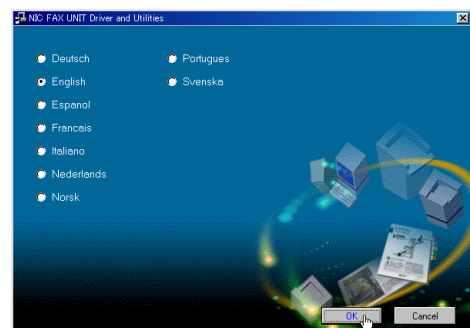 NIC FAX UNIT Driver and Utilities
Deutsch
English
Espanol
Francais
Italiano
Nederlands
Norsk
Portugues
Svenska
OK
Cancel